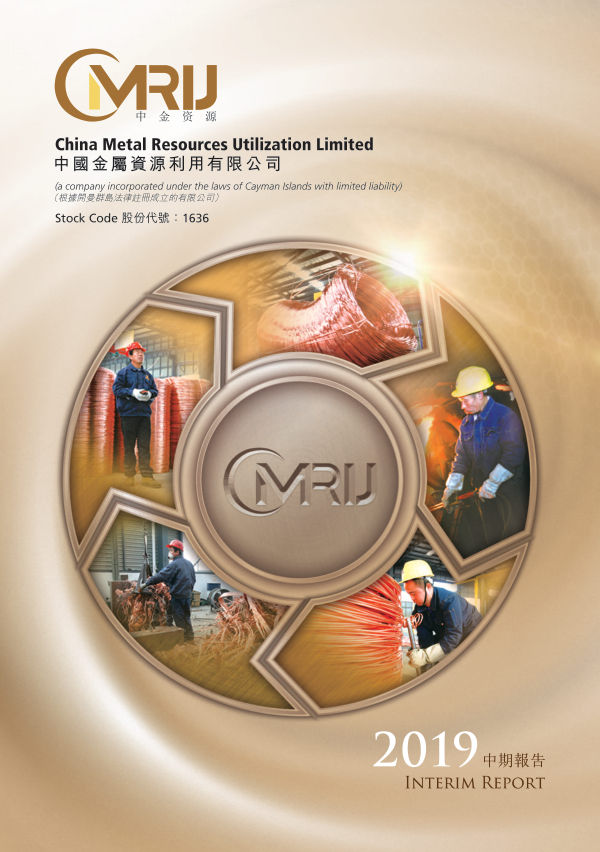 CMRU
中金资源
China Metal Resources Utilization Limited
中國金屬資源利用有限公司
(a company incorporated under the laws of Cayman Islands with limited liability)
（根據開曼群島法律註冊成立的有限公司）
Stock Code 股份代號：1636
CMRU
2019 中期報告
INTERIM REPORT